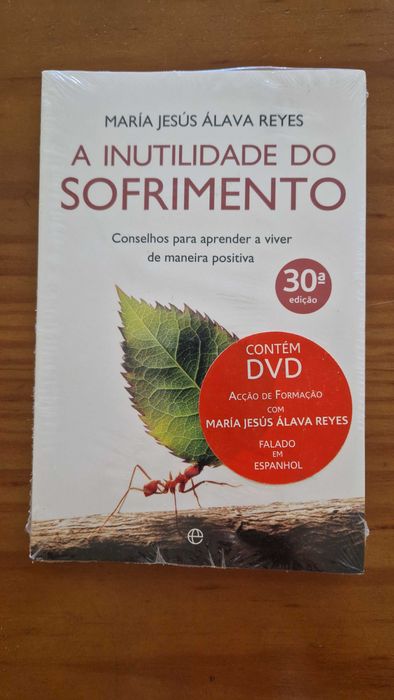 MARÍA JESÚS ÁLAVA REYES
A INUTILIDADE DO
SOFRIMENTO
Conselhos para aprender a viver
de maneira positiva
30ª
edição
CONTÉM
DVD
ACÇÃO DE FORMAÇÃO
COM
MARÍA JESÚS ÁLAVA REYES
FALADO
EM
ESPANHOL
e